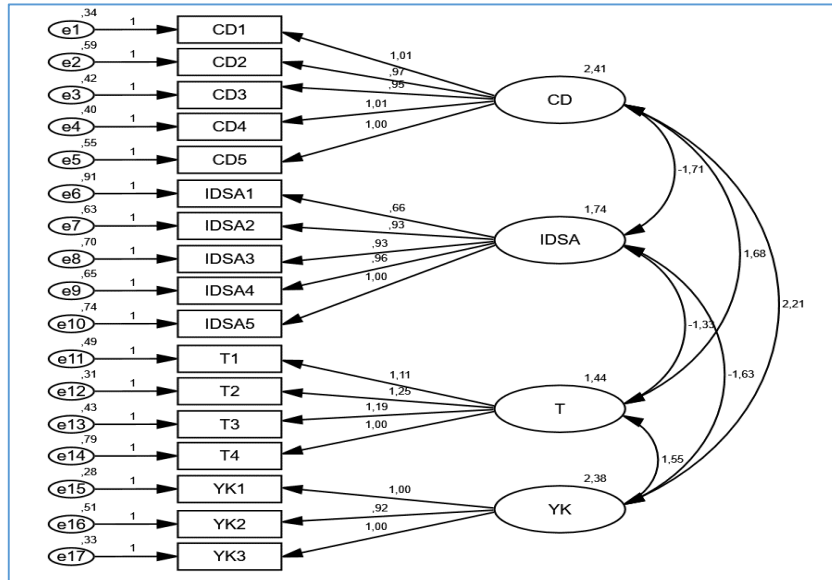 ,34
e1 1 CD1
,59
e2 1 CD2
,42
e3 1 CD3
,40
e4 1 CD4
,55
e5 1 CD5
,91
e6 1 IDSA1
,63
e7 1 IDSA2
,70
e8 1 IDSA3
,65
e9 1 IDSA4
,74
e10 1 IDSA5
,49
e11 1 T1
,31
e12 1 T2
,43
e13 1 T3
,79
e14 1 T4
,28
e15 1 YK1
,51
e16 1 YK2
,33
e17 1 YK3
1,01
,97
,95
1,01
1,00
,66
,93
,93
,96
1,00
1,11
1,25
1,19
1,00
1,00
,92
1,00
2,41
CD
1,74
IDSA
1,44
T
2,38
YK
-1,71
1,68
2,21
-1,33
-1,63
1,55